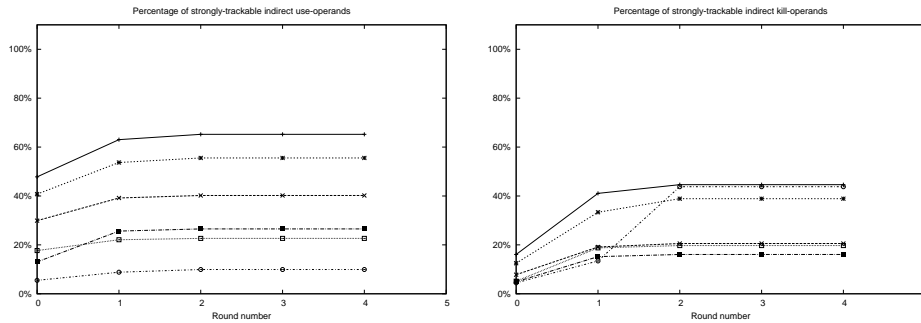 Percentage of strongly-trackable indirect use-operands
100%
80%
60%
40%
20%
0%
0 1 2 3 4 5
Round number
Percentage of strongly-trackable indirect kill-operands
100%
80%
60%
40%
20%
0%
0 1 2 3 4
Round number